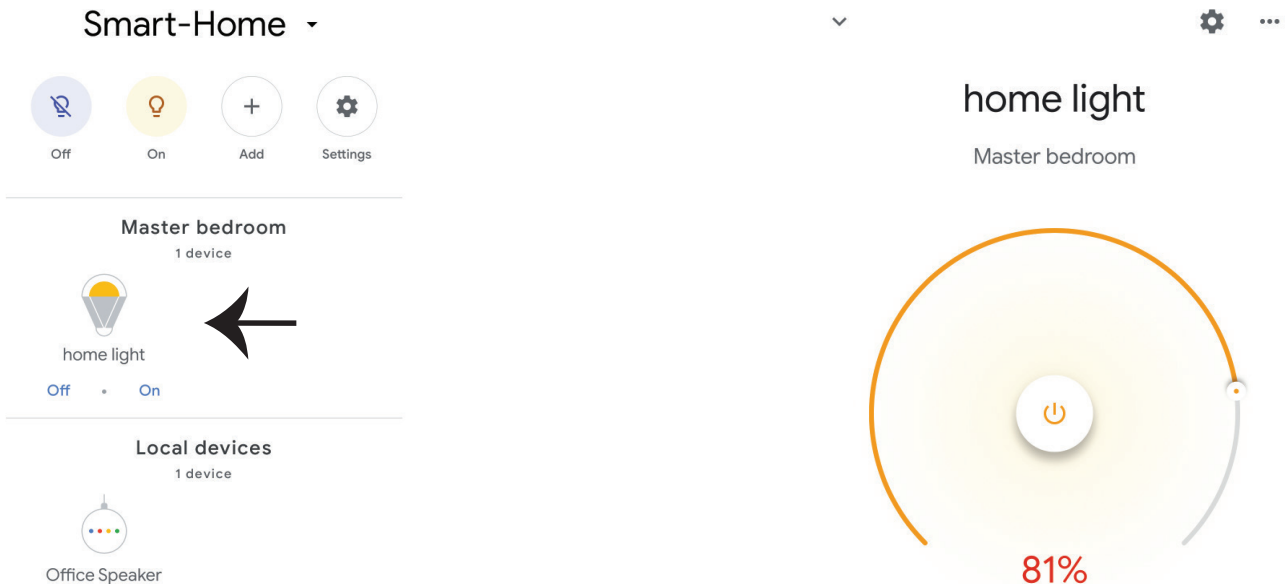 Smart-Home
Off On Add Settings
Master bedroom
1 device
home light
Off • On
Local devices
1 device
Office Speaker
home light
Master bedroom
81%